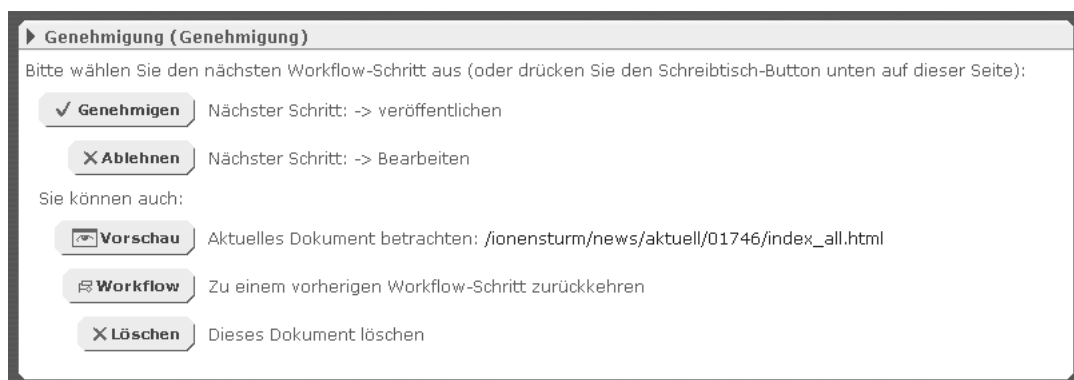 Genehmigung (Genehmigung)
Bitte wählen Sie den nächsten Workflow-Schritt aus (oder drücken Sie den Schreibtisch-Button unten auf dieser Seite):
Genehmigen Nächster Schritt: -> veröffentlichen
Ablehnen Nächster Schritt: -> Bearbeiten
Sie können auch:
Vorschau Aktuelles Dokument betrachten: /ionensturm/news/aktuell/01746/index_all.html
Workflow Zu einem vorherigen Workflow-Schritt zurückkehren
Löschen Dieses Dokument löschen